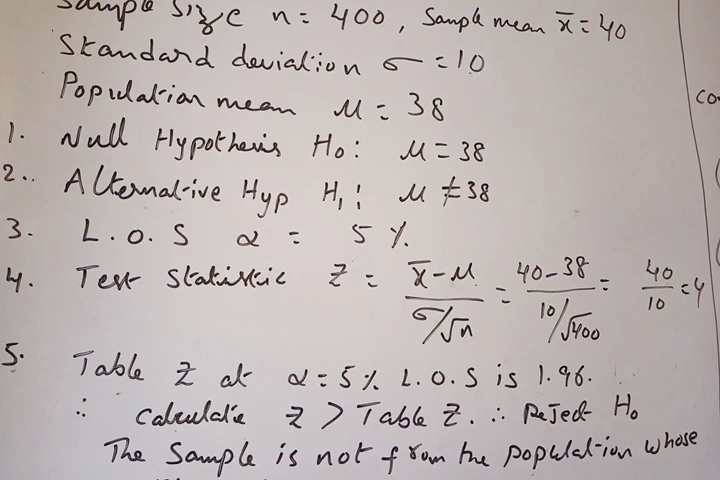 Sample size n = 400, Sample mean x̄ = 40
Standard deviation σ = 10
Population mean μ = 38
1. Null Hypothesis H₀: μ = 38
2.. Alternative Hyp H₁: μ ≠ 38
3. L.O.S α = 5 %.
4. Test Statistic Z = (x̄ - μ)/(σ/√n) = (40-38)/(10/√400) = 40/10 = 4
5. Table Z at α = 5% L.O.S is 1.96.
∴ calculate Z > Table Z. ∴ Reject H₀
The Sample is not from the population whose